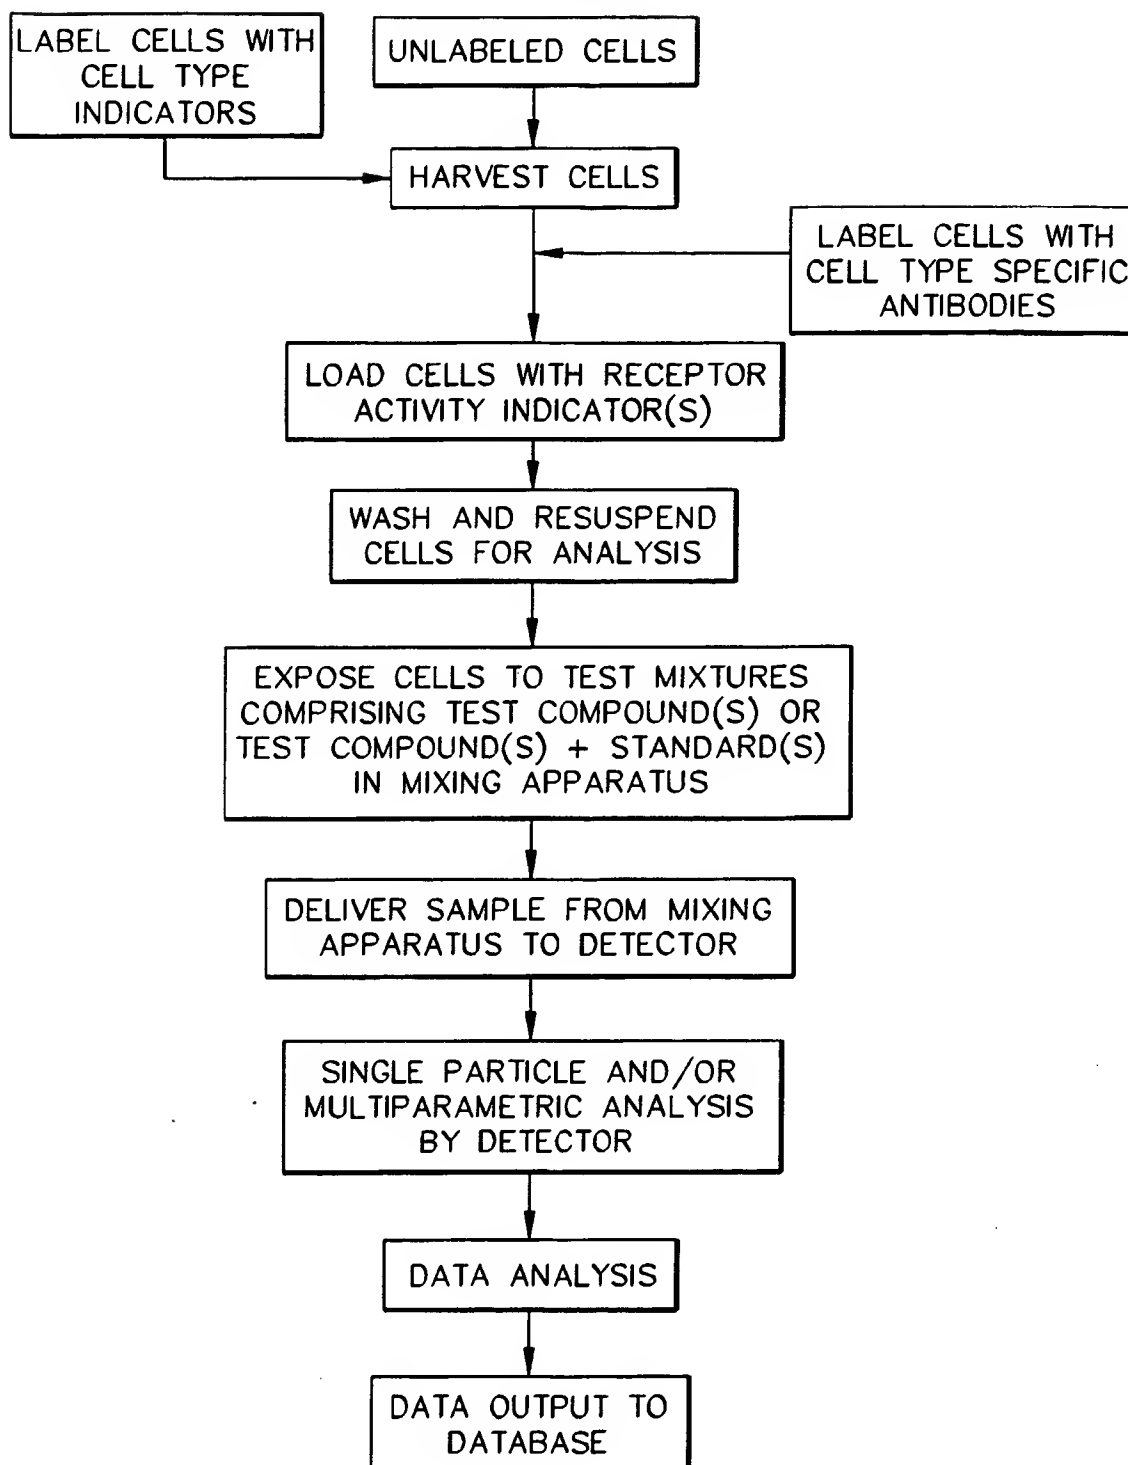 LABEL CELLS WITH
CELL TYPE
INDICATORS
UNLABELED CELLS
HARVEST CELLS
LABEL CELLS WITH
CELL TYPE SPECIFIC
ANTIBODIES
LOAD CELLS WITH RECEPTOR
ACTIVITY INDICATOR(S)
WASH AND RESUSPEND
CELLS FOR ANALYSIS
EXPOSE CELLS TO TEST MIXTURES
COMPRISING TEST COMPOUND(S) OR
TEST COMPOUND(S) + STANDARD(S)
IN MIXING APPARATUS
DELIVER SAMPLE FROM MIXING
APPARATUS TO DETECTOR
SINGLE PARTICLE AND/OR
MULTIPARAMETRIC ANALYSIS
BY DETECTOR
DATA ANALYSIS
DATA OUTPUT TO
DATABASE